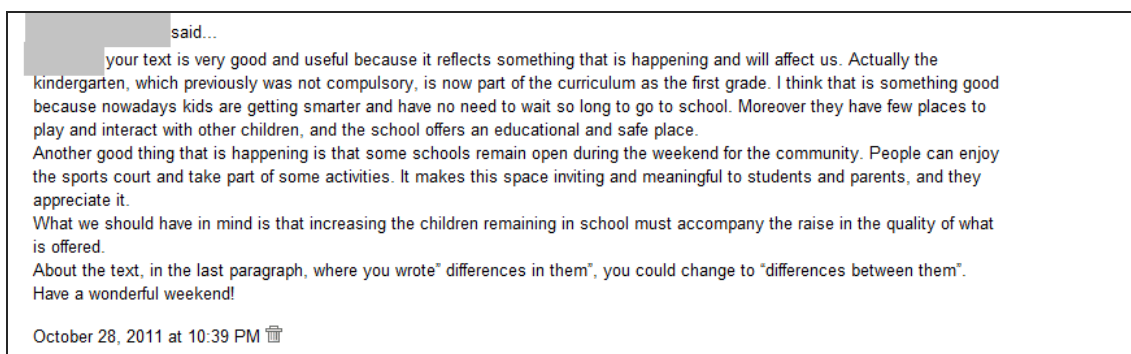 said...
your text is very good and useful because it reflects something that is happening and will affect us. Actually the
kindergarten, which previously was not compulsory, is now part of the curriculum as the first grade. I think that is something good
because nowadays kids are getting smarter and have no need to wait so long to go to school. Moreover they have few places to
play and interact with other children, and the school offers an educational and safe place.
Another good thing that is happening is that some schools remain open during the weekend for the community. People can enjoy
the sports court and take part of some activities. It makes this space inviting and meaningful to students and parents, and they
appreciate it.
What we should have in mind is that increasing the children remaining in school must accompany the raise in the quality of what
is offered.
About the text, in the last paragraph, where you wrote” differences in them”, you could change to “differences between them”.
Have a wonderful weekend!
October 28, 2011 at 10:39 PM